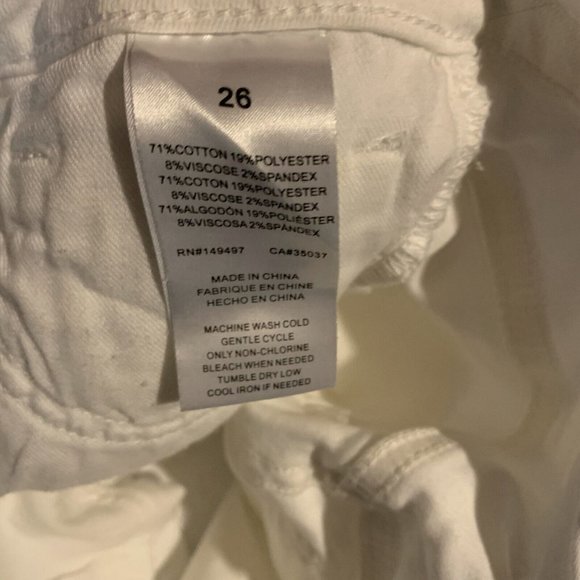 26
71%COTTON 19%POLYESTER
8%VISCOSE 2%SPANDEX
71%COTON 19%POLYESTER
8%VISCOSE 2%SPANDEX
71%ALGODÓN 19%POLIÉSTER
8%VISCOSA 2%SPÁNDEX
RN#149497 CA#35037
MADE IN CHINA
FABRIQUE EN CHINE
HECHO EN CHINA
MACHINE WASH COLD
GENTLE CYCLE
ONLY NON-CHLORINE
BLEACH WHEN NEEDED
TUMBLE DRY LOW
COOL IRON IF NEEDED